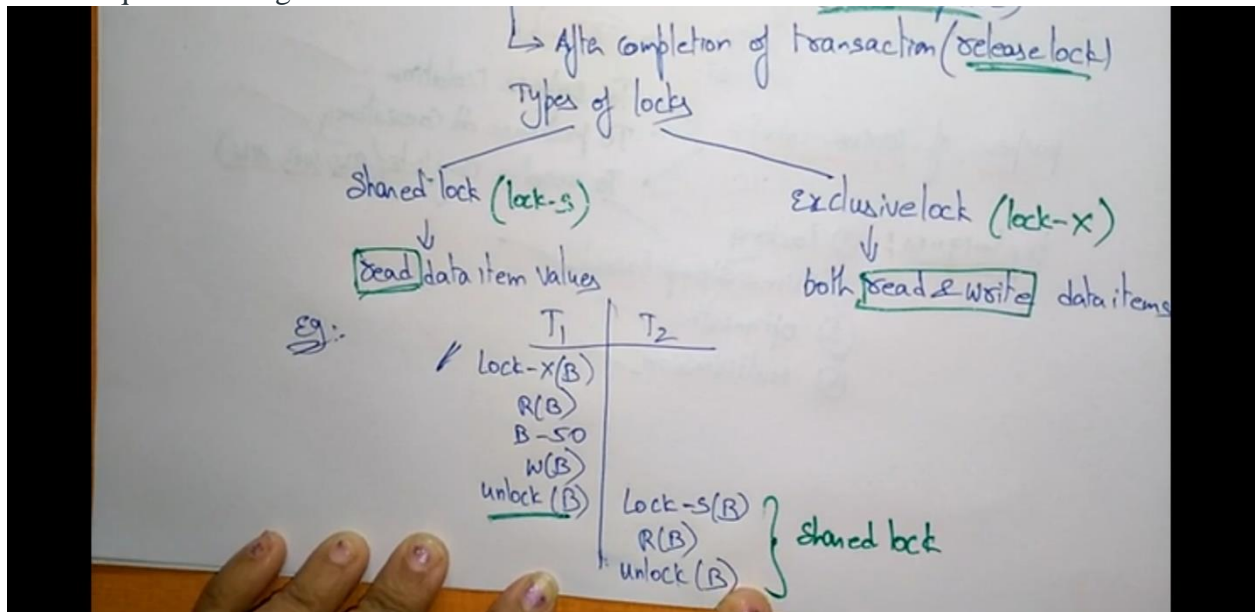 ↳ After completion of transaction (release lock)
Types of locks
Shared lock (lock-s)
Exclusive lock (lock-X)
read data item values
both read & write data items
Eg:-
T1 T2
Lock-X(B)
R(B)
B-50
W(B)
unlock (B)
Lock-S(B)
R(B)
unlock (B)
shared lock